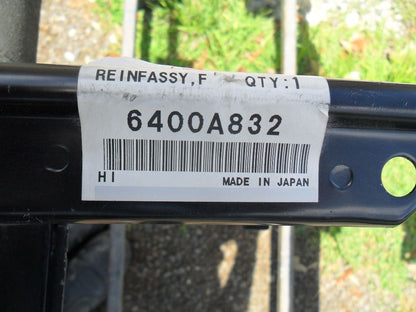 REINFASSY,F QTY:1
6400A832
HI MADE IN JAPAN